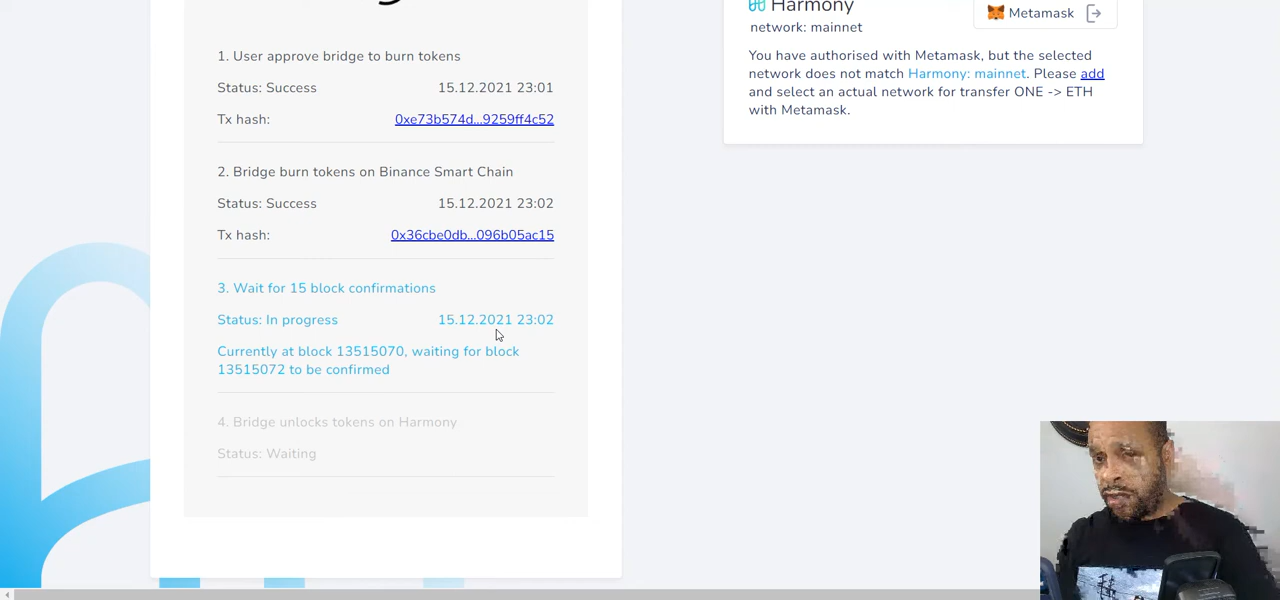 1. User approve bridge to burn tokens
Status: Success 15.12.2021 23:01
Tx hash: 0xe73b574d...9259ff4c52
2. Bridge burn tokens on Binance Smart Chain
Status: Success 15.12.2021 23:02
Tx hash: 0x36cbe0db...096b05ac15
3. Wait for 15 block confirmations
Status: In progress 15.12.2021 23:02
Currently at block 13515070, waiting for block
13515072 to be confirmed
4. Bridge unlocks tokens on Harmony
Status: Waiting
Harmony
Metamask
network: mainnet
You have authorised with Metamask, but the selected
network does not match Harmony: mainnet. Please add
and select an actual network for transfer ONE -> ETH
with Metamask.